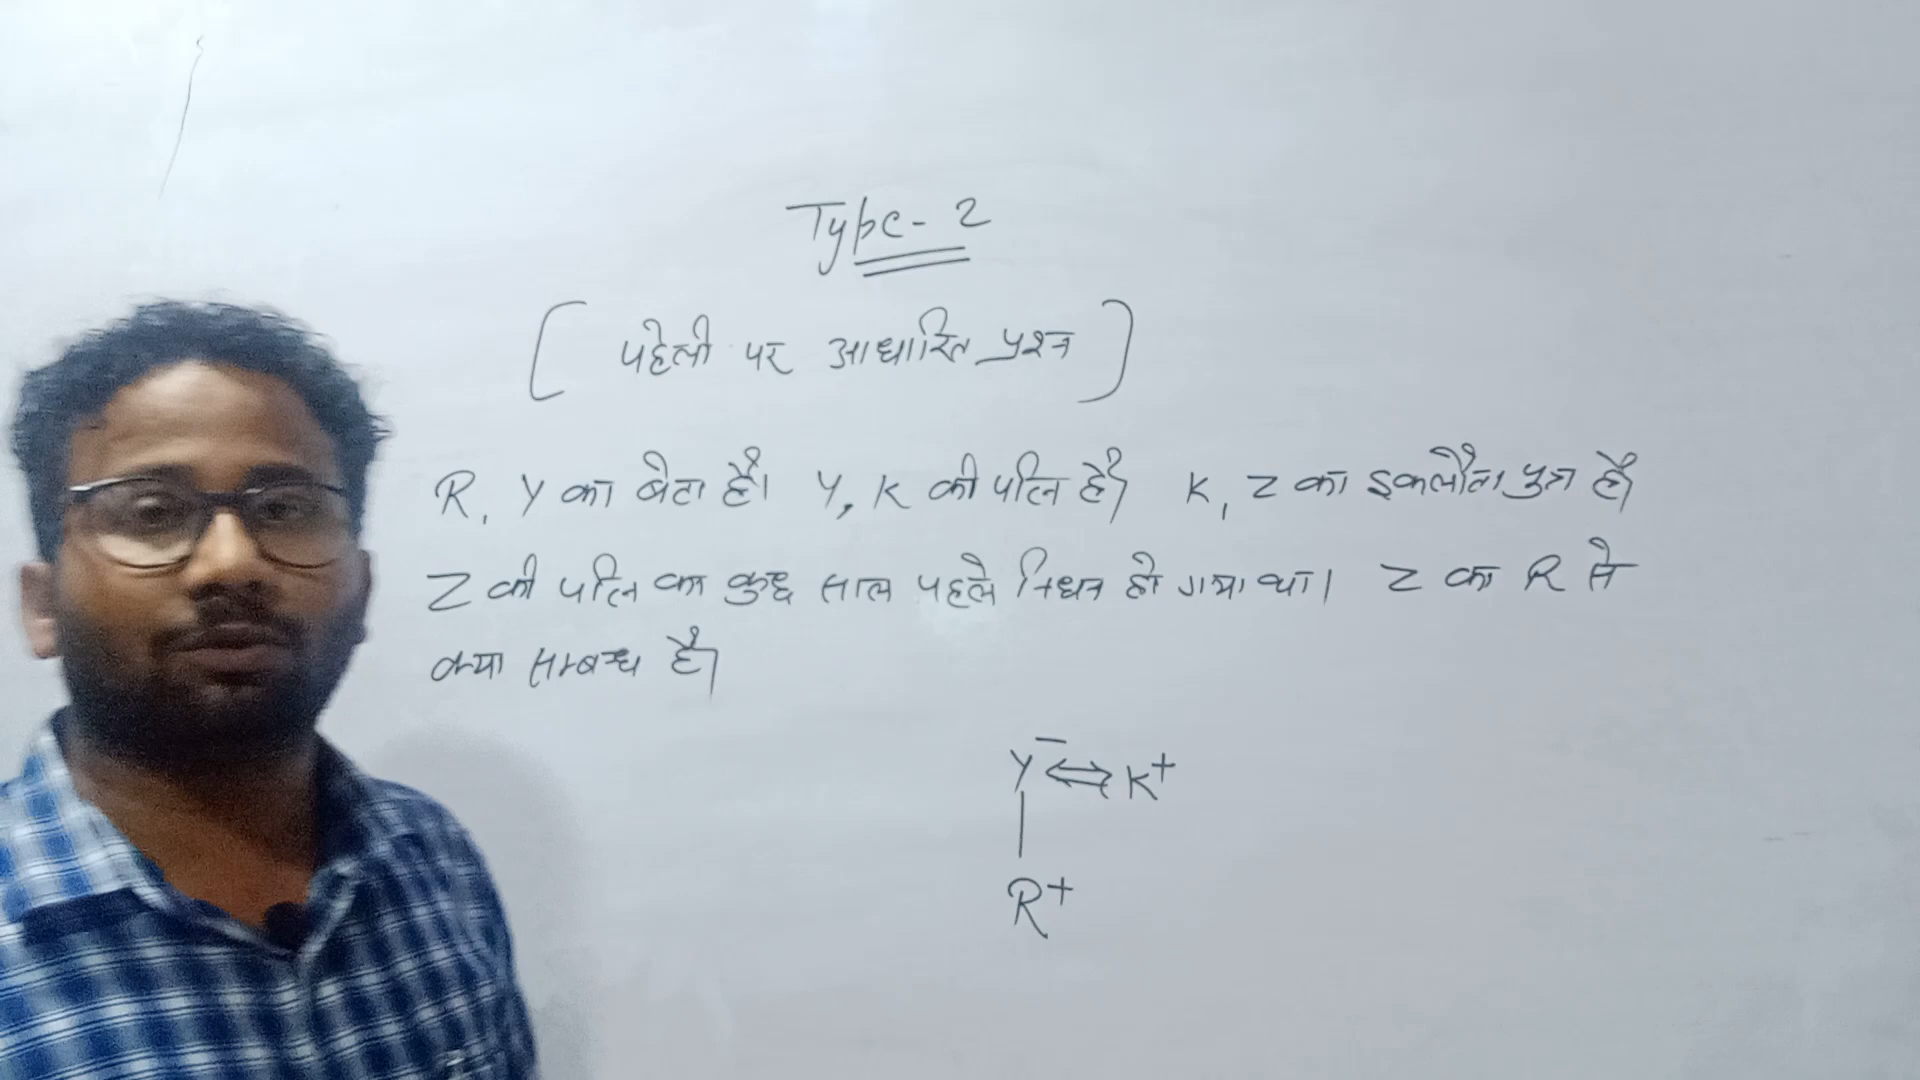 Type-2
[पहेली पर आधारित प्रश्न]
R, Y का बेटा है। Y, K की पत्नि है। K, Z का इकलौता पुत्र है।
Z की पत्नि का कुछ साल पहले निधन हो गया था। Z का R से
क्या सम्बन्ध है।
Y⁻ ⇔ K⁺
|
R⁺